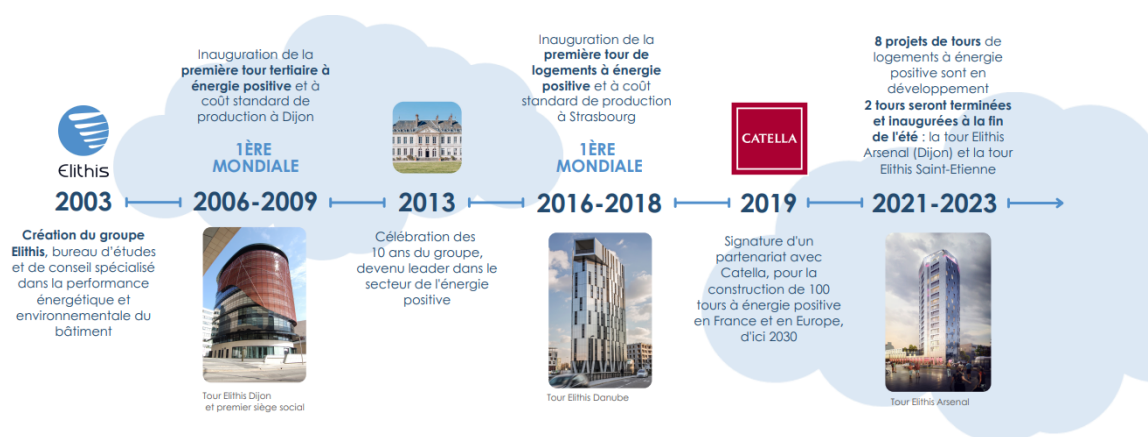 Elithis
2003
Création du groupe
Elithis, bureau d'études
et de conseil spécialisé
dans la performance
énergétique et
environnementale du
bâtiment
Inauguration de la
première tour tertiaire à
énergie positive et à
coût standard de
production à Dijon
1ÈRE
MONDIALE
2006-2009
Tour Elithis Dijon
et premier siège social
2013
Célébration des
10 ans du groupe,
devenu leader dans le
secteur de l'énergie
positive
Inauguration de la
première tour de
logements à énergie
positive et à coût
standard de production
à Strasbourg
1ÈRE
MONDIALE
2016-2018
Tour Elithis Danube
CATELLA
2019
Signature d'un
partenariat avec
Catella, pour la
construction de 100
tours à énergie positive
en France et en Europe,
d'ici 2030
8 projets de tours de
logements à énergie
positive sont en
développement
2 tours seront terminées
et inaugurées à la fin
de l'été : la tour Elithis
Arsenal (Dijon) et la tour
Elithis Saint-Etienne
2021-2023
Tour Elithis Arsenal